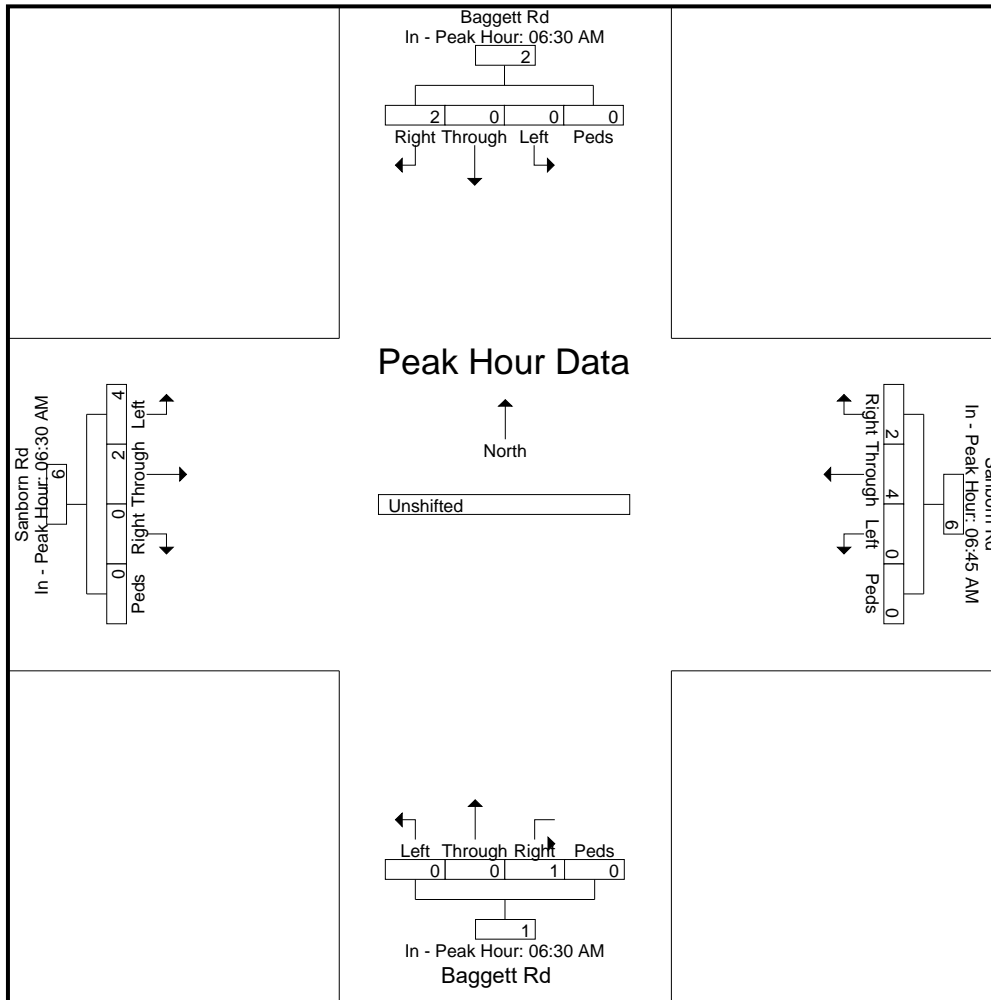 Baggett Rd
In - Peak Hour: 06:30 AM
2
2 0 0 0
Right Through Left Peds
Peak Hour Data
North
Unshifted
Sanborn Rd
In - Peak Hour: 06:30 AM
6
4 2 0 0
Left Through Right Peds
Sanborn Rd
In - Peak Hour: 06:45 AM
6
2 4 0 0
Right Through Left Peds
Left Through Right Peds
0 0 1 0
1
In - Peak Hour: 06:30 AM
Baggett Rd